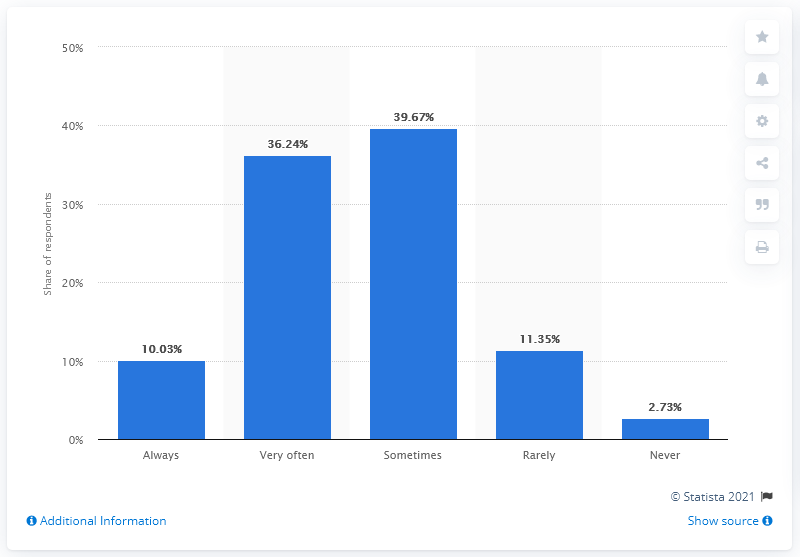 50%
40%
30%
20%
10%
0%
Share of respondents
10.03%
36.24%
39.67%
11.35%
2.73%
Always
Very often
Sometimes
Rarely
Never
© Statista 2021
Additional Information
Show source